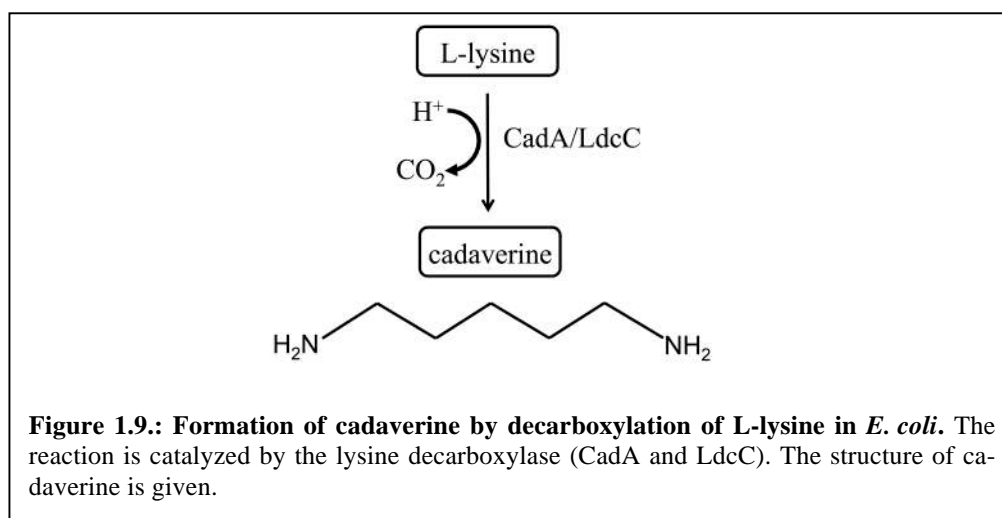 L-lysine
H⁺
CadA/LdcC
CO₂
cadaverine
H₂N
NH₂
Figure 1.9.: Formation of cadaverine by decarboxylation of L-lysine in E. coli. The
reaction is catalyzed by the lysine decarboxylase (CadA and LdcC). The structure of ca-
daverine is given.